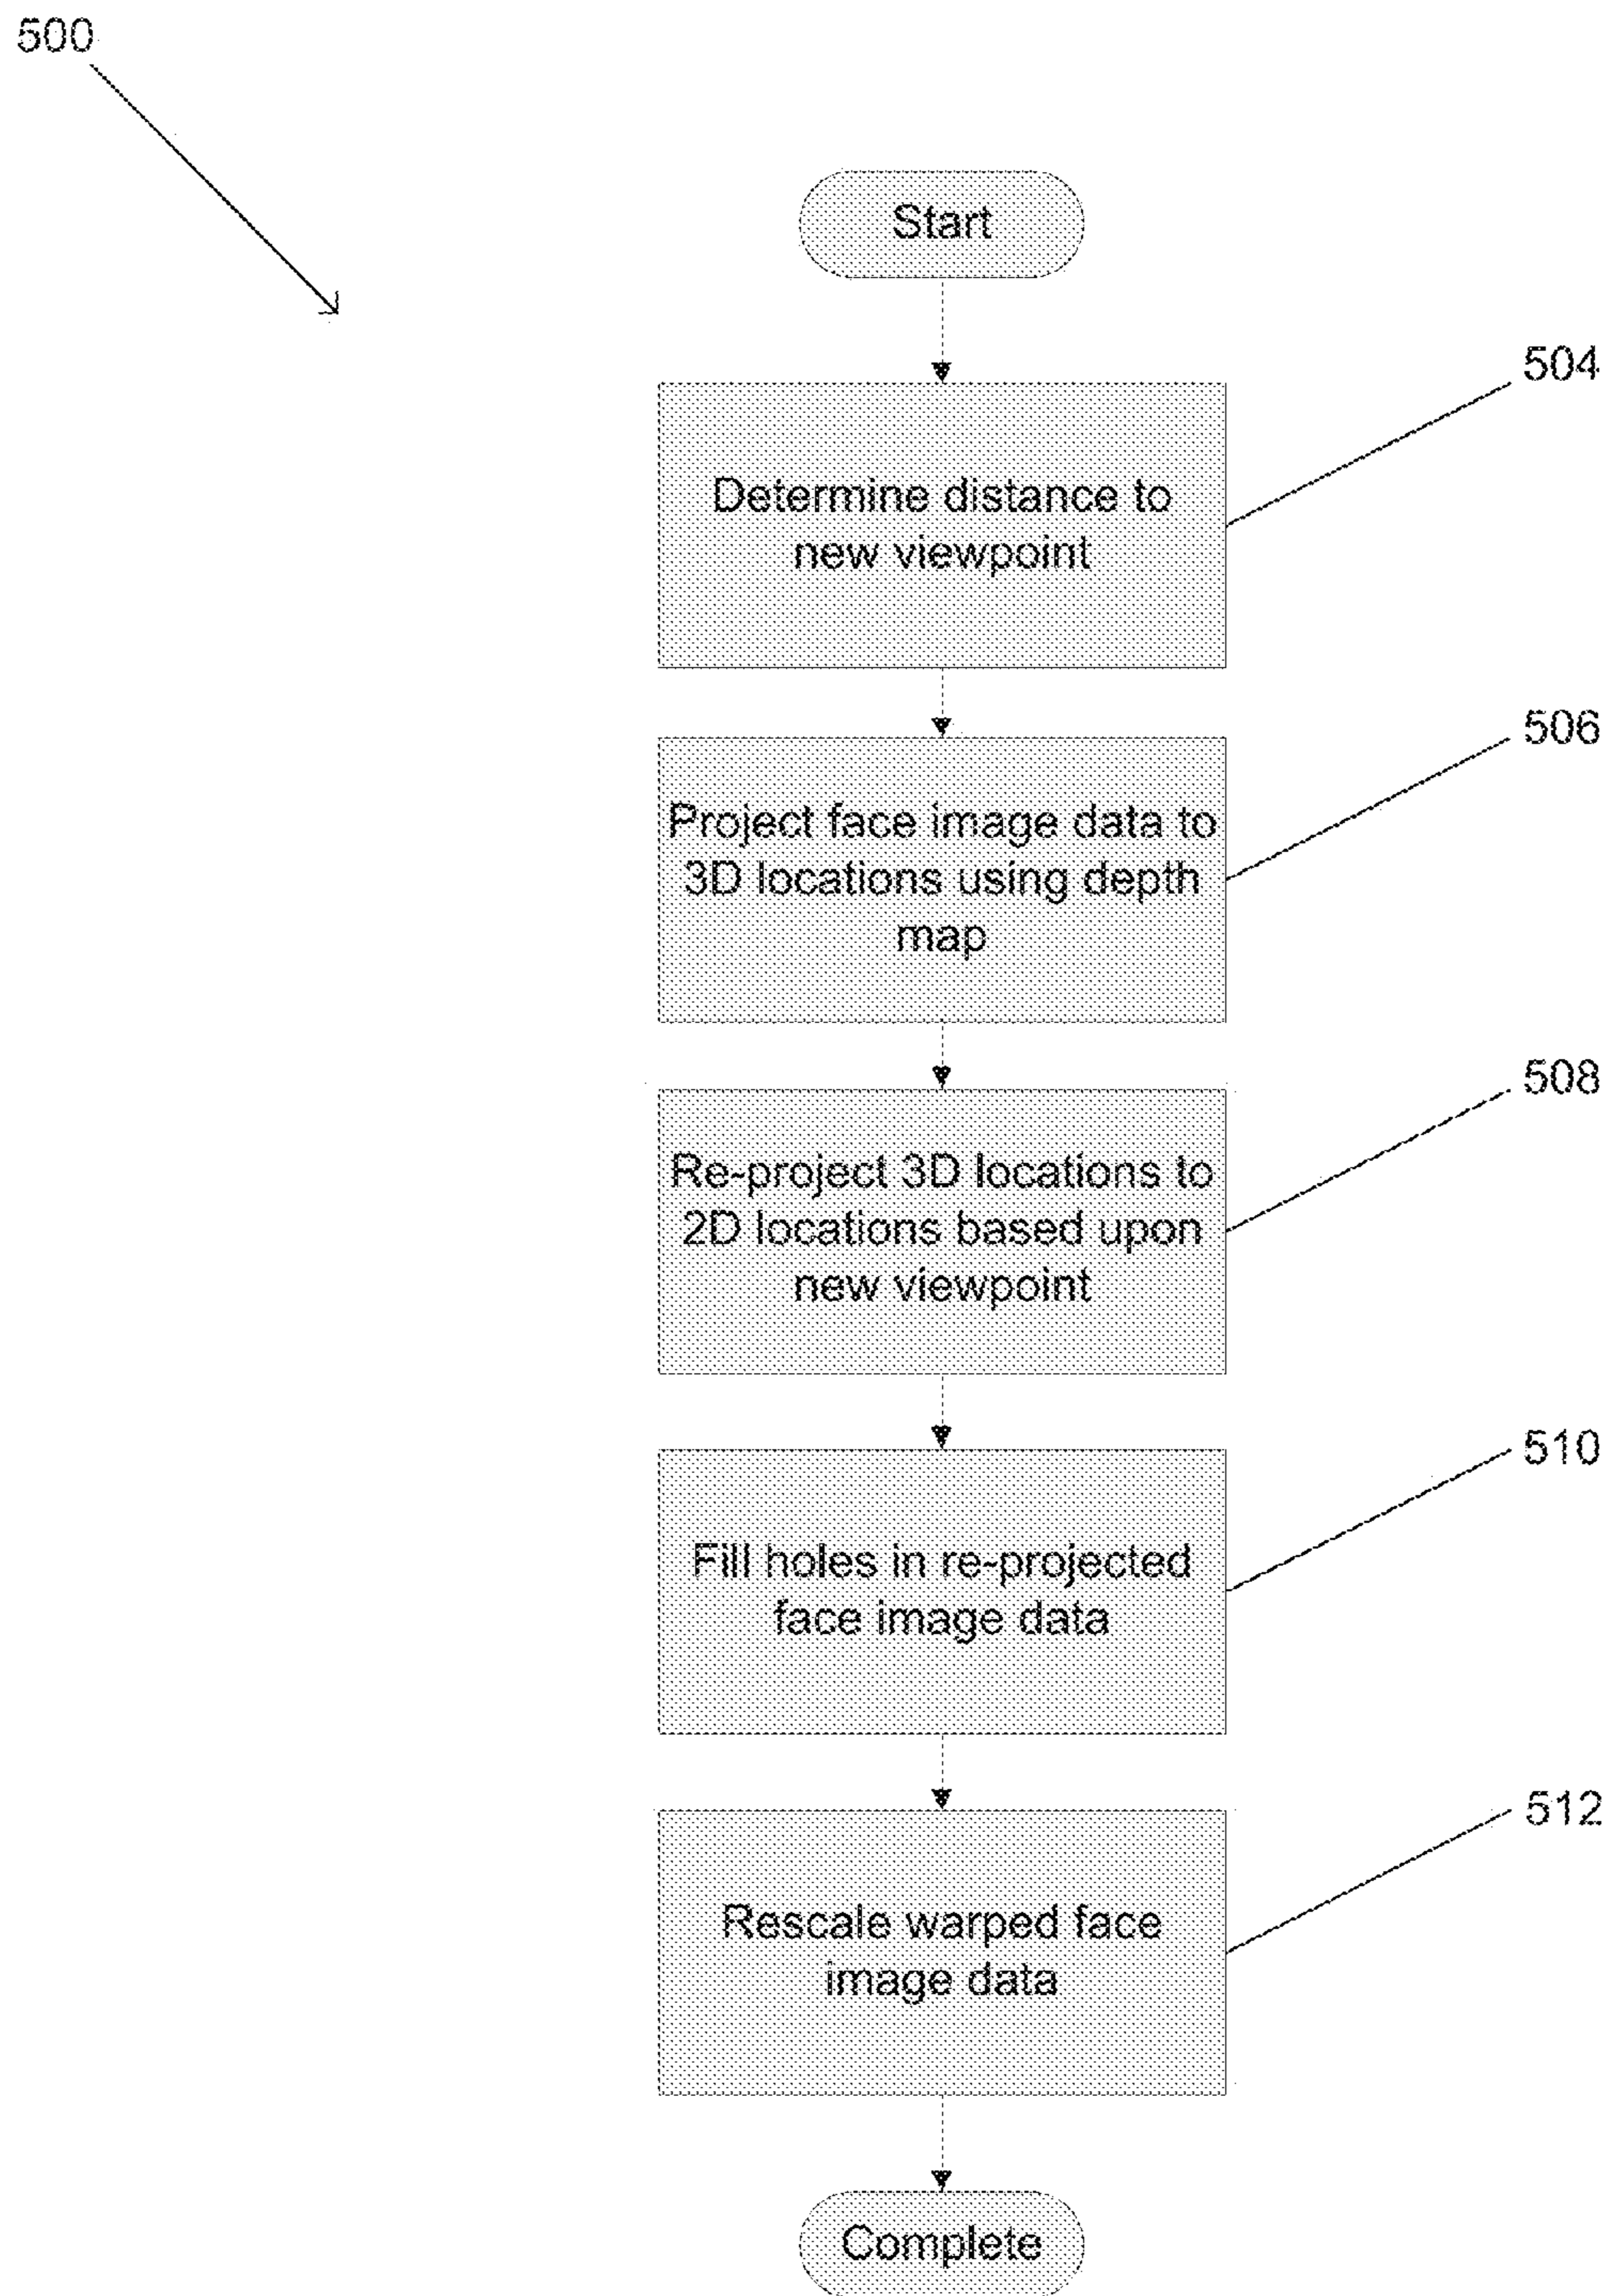 500
Start
504
Determine distance to
new viewpoint
506
Project face image data to
3D locations using depth
map
508
Re-project 3D locations to
2D locations based upon
new viewpoint
510
Fill holes in re-projected
face image data
512
Rescale warped face
image data
Complete